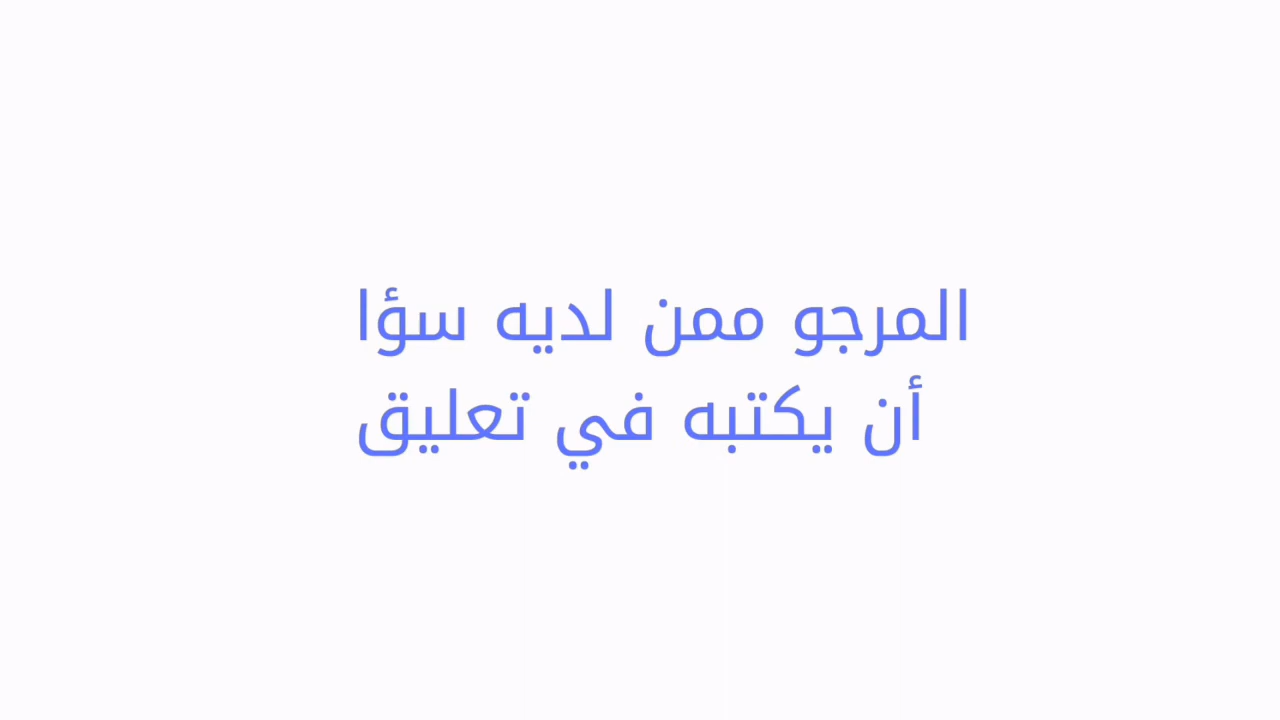 المرجو ممن لديه سؤا
أن يكتبه في تعليق